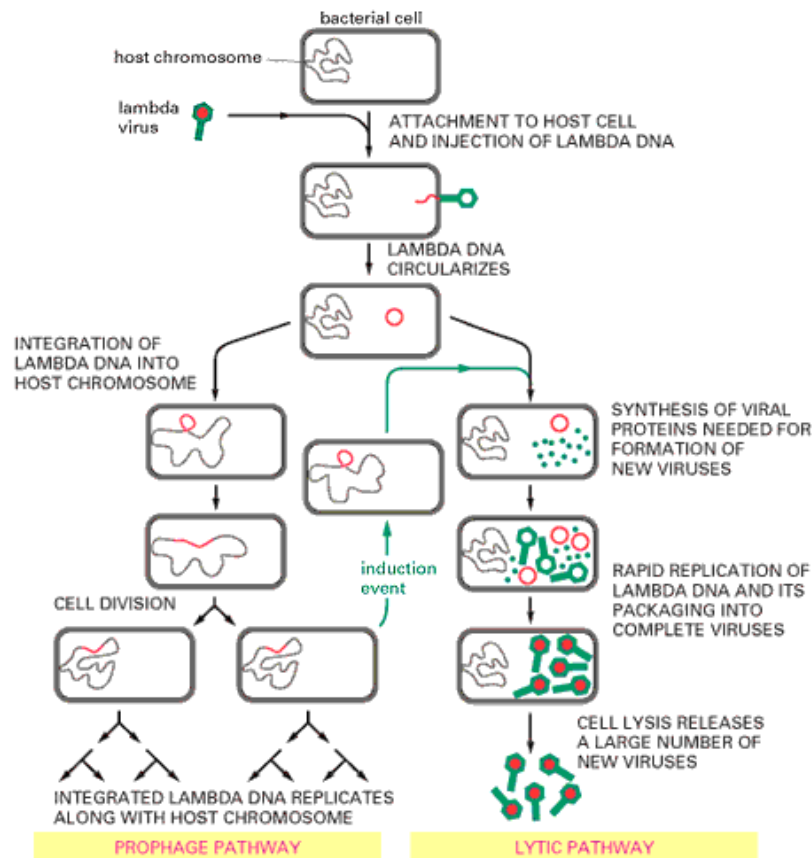 bacterial cell
host chromosome
lambda
virus
ATTACHMENT TO HOST CELL
AND INJECTION OF LAMBDA DNA
LAMBDA DNA
CIRCULARIZES
INTEGRATION OF
LAMBDA DNA INTO
HOST CHROMOSOME
SYNTHESIS OF VIRAL
PROTEINS NEEDED FOR
FORMATION OF
NEW VIRUSES
induction
event
RAPID REPLICATION OF
LAMBDA DNA AND ITS
PACKAGING INTO
COMPLETE VIRUSES
CELL DIVISION
CELL LYSIS RELEASES
A LARGE NUMBER OF
NEW VIRUSES
INTEGRATED LAMBDA DNA REPLICATES
ALONG WITH HOST CHROMOSOME
PROPHAGE PATHWAY
LYTIC PATHWAY